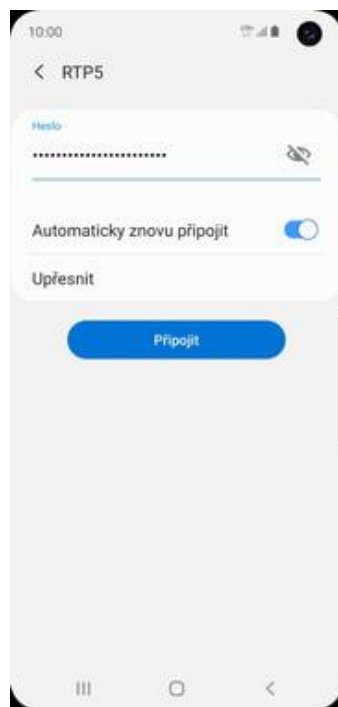 10:00
RTP5
Heslo
•••••••••••••••••••••••
Automaticky znovu připojit
Upřesnit
Připojit